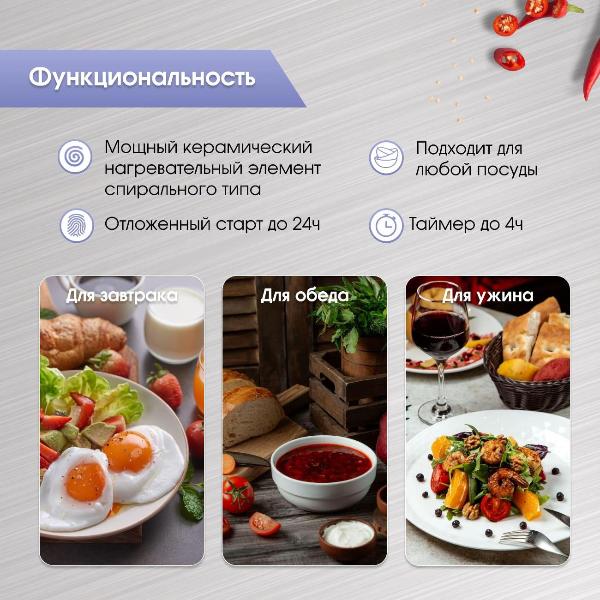 Функциональность
Мощный керамический
нагревательный элемент
спирального типа
Подходит для
любой посуды
Отложенный старт до 24ч
Таймер до 4ч
Для завтрака
Для обеда
Для ужина